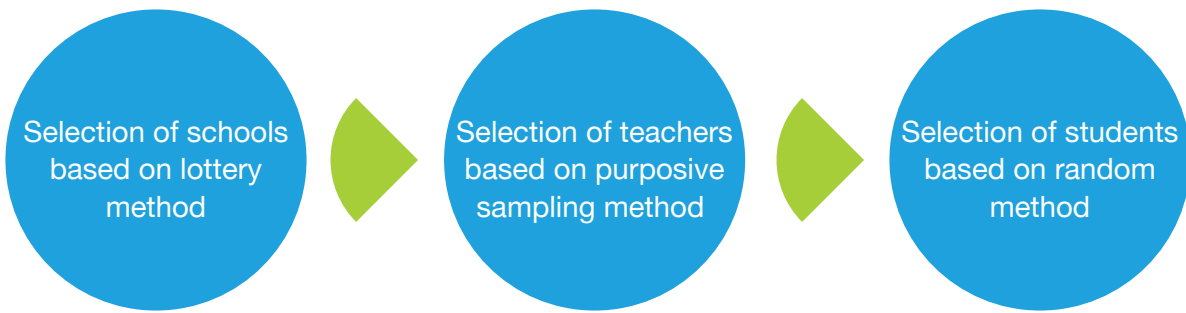 Selection of schools
based on lottery
method
Selection of teachers
based on purposive
sampling method
Selection of students
based on random
method